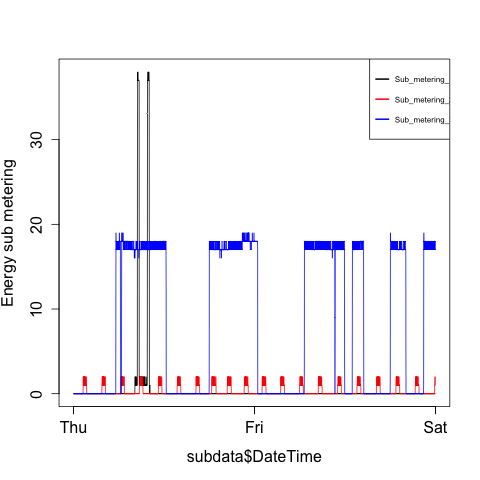 Sub_metering_
Sub_metering_
Sub_metering_
Energy sub metering
30
20
10
0
Thu Fri Sat
subdata$DateTime